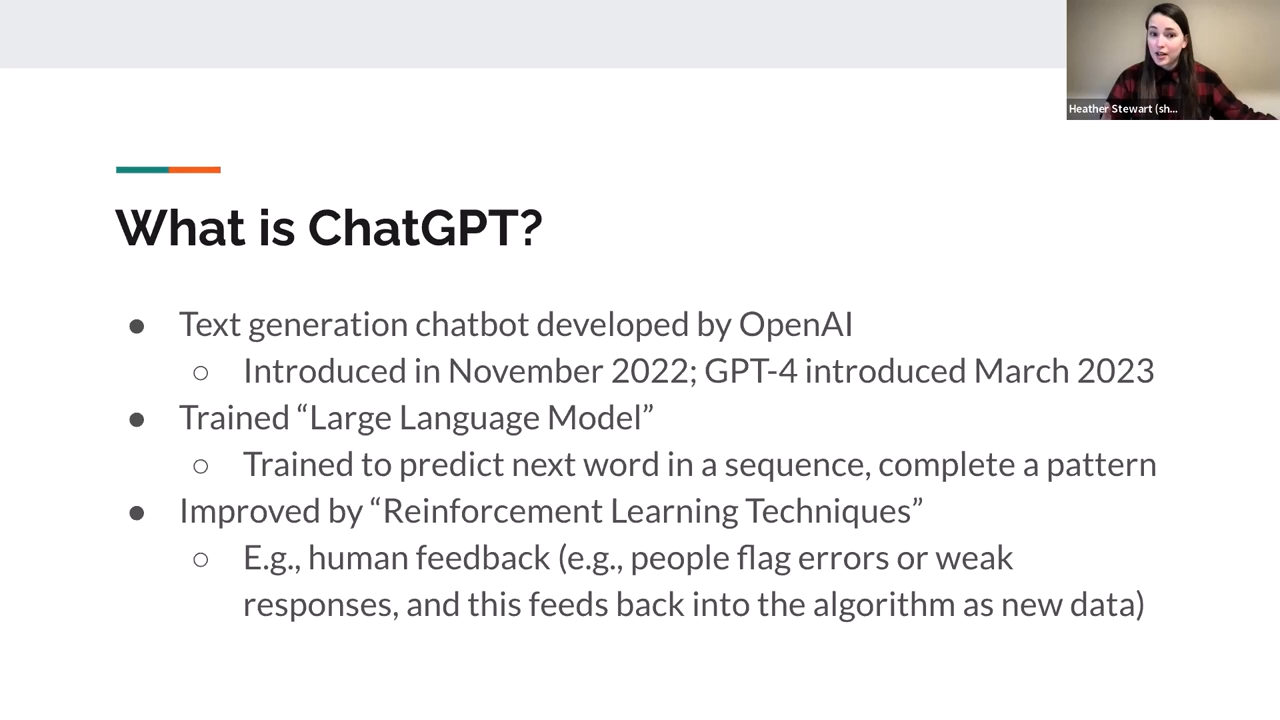 Heather Stewart (sh...
What is ChatGPT?
● Text generation chatbot developed by OpenAI
○ Introduced in November 2022; GPT-4 introduced March 2023
● Trained “Large Language Model”
○ Trained to predict next word in a sequence, complete a pattern
● Improved by “Reinforcement Learning Techniques”
○ E.g., human feedback (e.g., people flag errors or weak
responses, and this feeds back into the algorithm as new data)